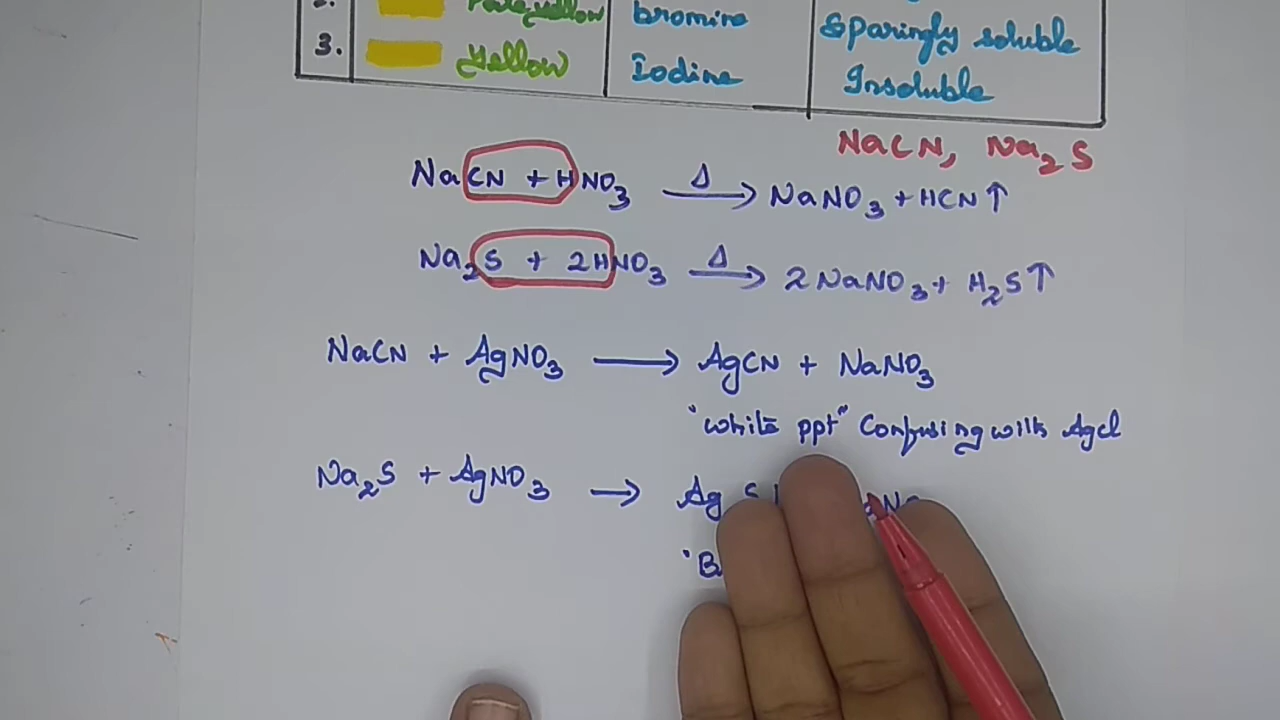 yellow bromine Sparingly soluble
3. yellow Iodine Insoluble
NaCN, Na₂S
NaCN + HNO₃ Δ→ NaNO₃ + HCN↑
Na₂S + 2HNO₃ Δ→ 2NaNO₃ + H₂S↑
NaCN + AgNO₃ → AgCN + NaNO₃
"white ppt" Confusing with Agcl
Na₂S + AgNO₃ → Ag S